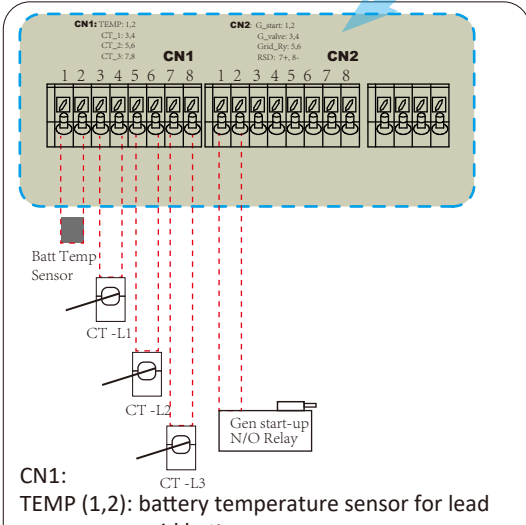 CN1: TEMP: 1,2
CT_1: 3,4
CT_2: 5,6
CT_3: 7,8
CN2: G_start: 1,2
G_valve: 3,4
Grid_Ry: 5,6
RSD: 7+, 8-
CN1
CN2
1 2 3 4 5 6 7 8
1 2 3 4 5 6 7 8
Batt Temp
Sensor
CT -L1
CT -L2
CT -L3
Gen start-up
N/O Relay
CN1:
TEMP (1,2): battery temperature sensor for lead